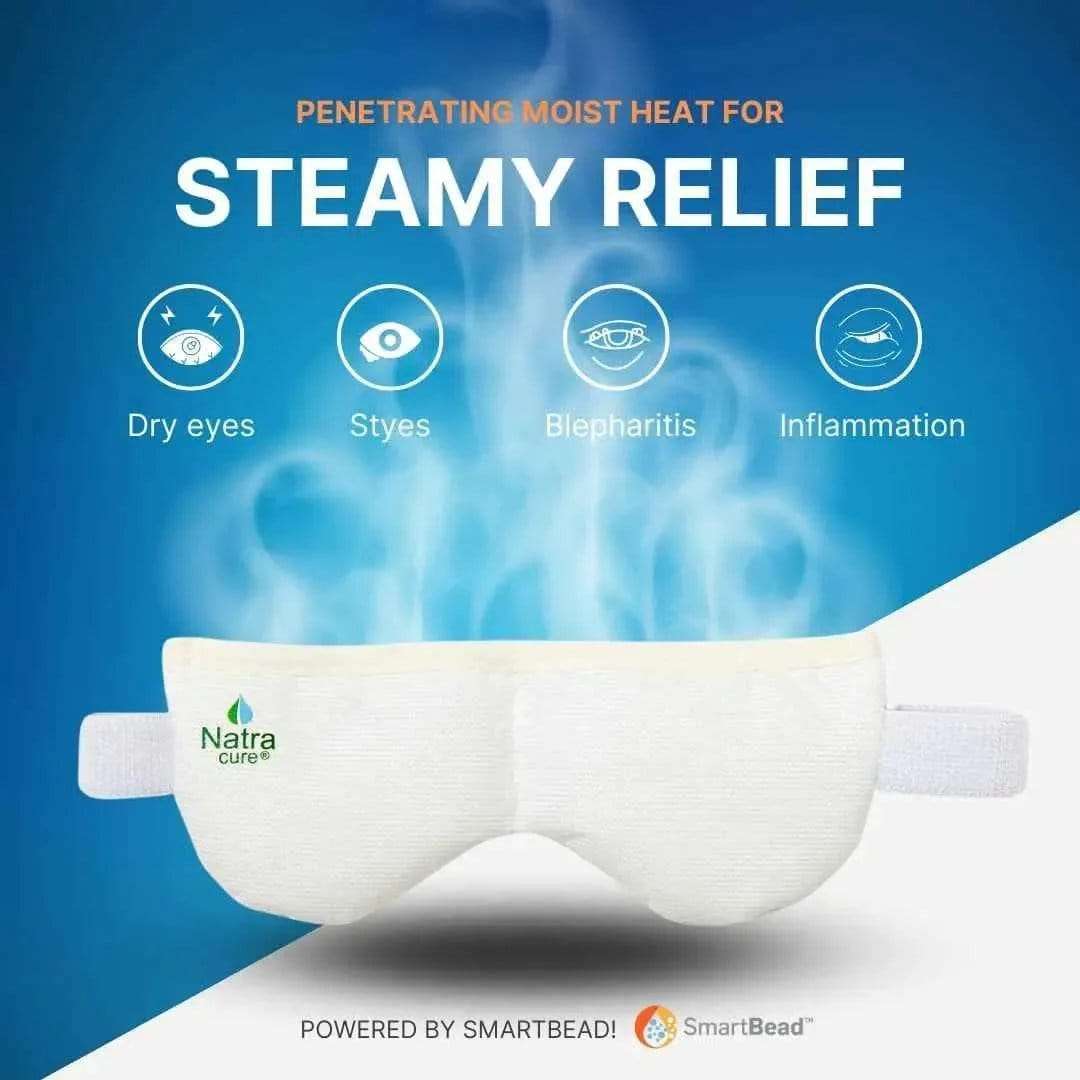 PENETRATING MOIST HEAT FOR
STEAMY RELIEF
Dry eyes
Styes
Blepharitis
Inflammation
Natra
cure®
POWERED BY SMARTBEAD!
SmartBead™